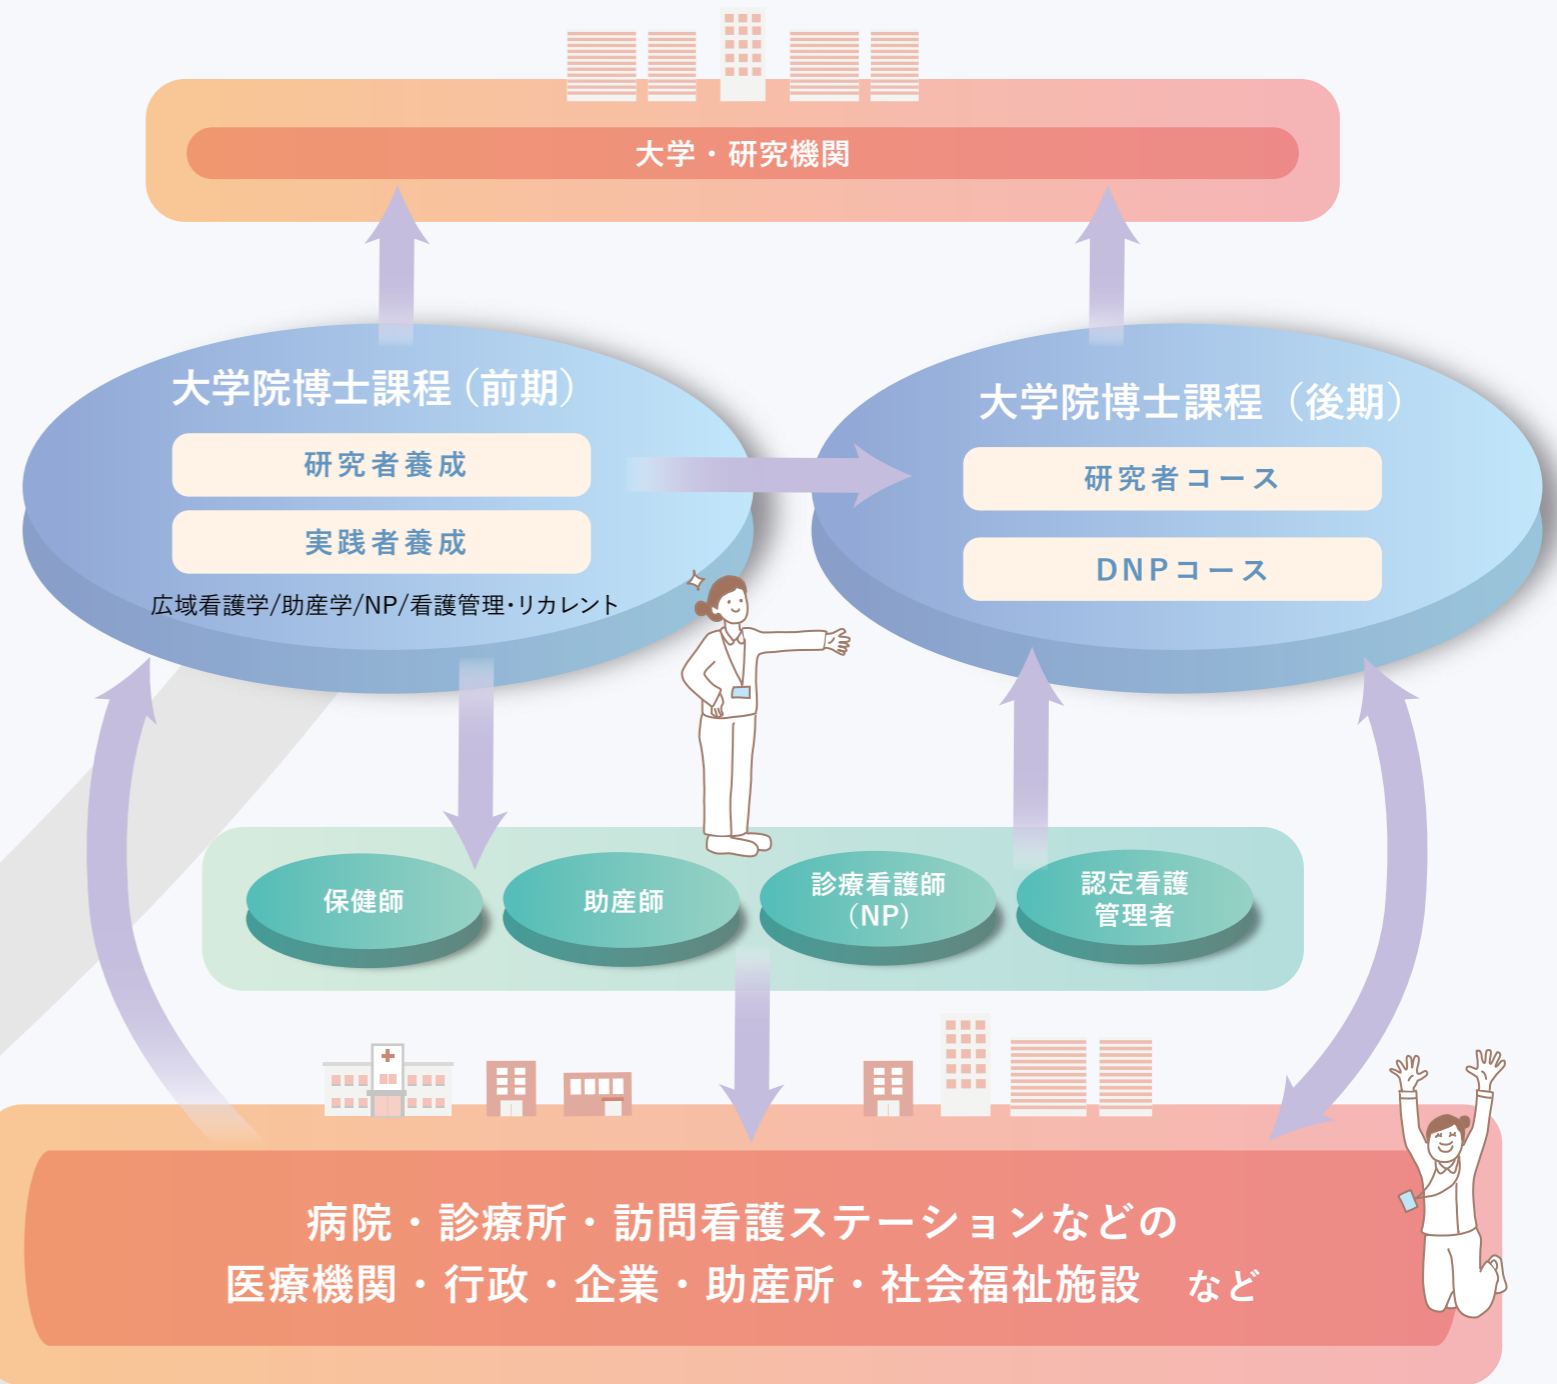 大学・研究機関
大学院博士課程（前期）
研究者養成
実践者養成
広域看護学/助産学/NP/看護管理・リカレント
大学院博士課程（後期）
研究者コース
DNPコース
保健師
助産師
診療看護師
（NP）
認定看護
管理者
病院・診療所・訪問看護ステーションなどの
医療機関・行政・企業・助産所・社会福祉施設　など